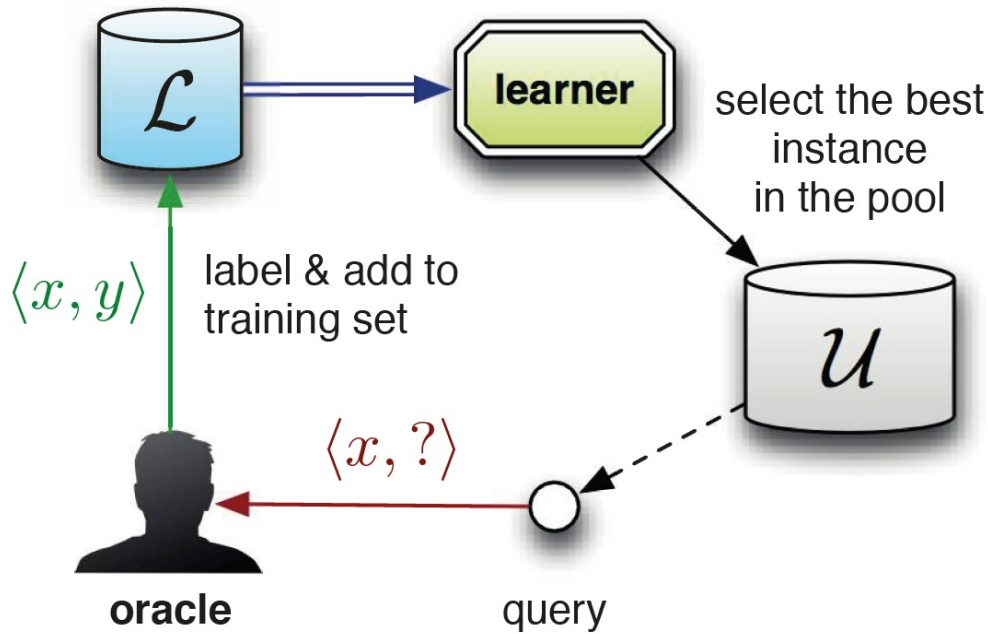 ℒ
learner
select the best
instance
in the pool
⟨x, y⟩
label & add to
training set
𝒰
⟨x, ?⟩
oracle
query